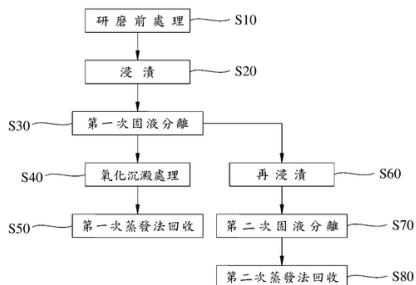 研磨前處理 S10
浸漬 S20
S30 第一次固液分離
S40 氧化沉澱處理
再浸漬 S60
S50 第一次蒸發法回收
第二次固液分離 S70
第二次蒸發法回收 S80